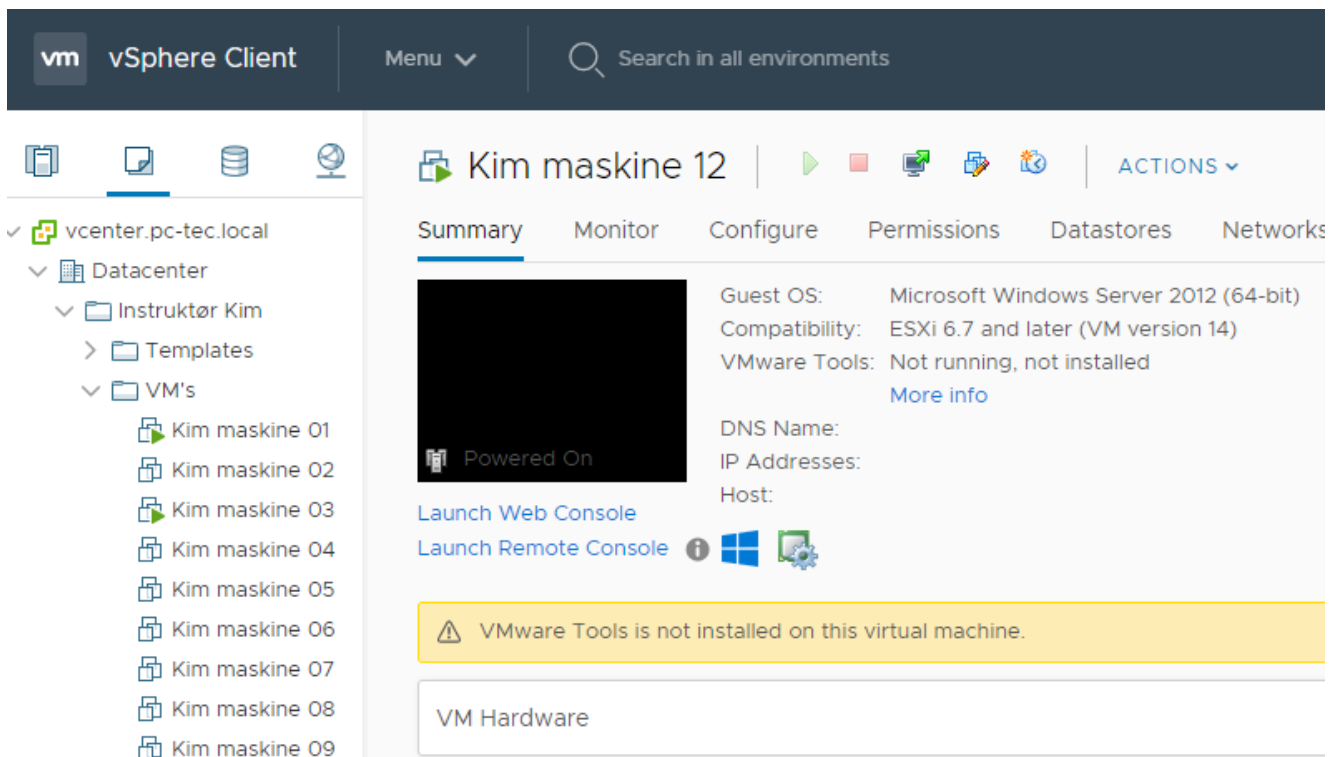 vm vSphere Client Menu Search in all environments
Kim maskine 12 ACTIONS
Summary Monitor Configure Permissions Datastores Networks
vcenter.pc-tec.local
Datacenter
Instruktør Kim
Templates
VM's
Kim maskine 01
Kim maskine 02
Kim maskine 03
Kim maskine 04
Kim maskine 05
Kim maskine 06
Kim maskine 07
Kim maskine 08
Kim maskine 09
Powered On
Launch Web Console
Launch Remote Console
Guest OS: Microsoft Windows Server 2012 (64-bit)
Compatibility: ESXi 6.7 and later (VM version 14)
VMware Tools: Not running, not installed
More info
DNS Name:
IP Addresses:
Host:
VMware Tools is not installed on this virtual machine.
VM Hardware